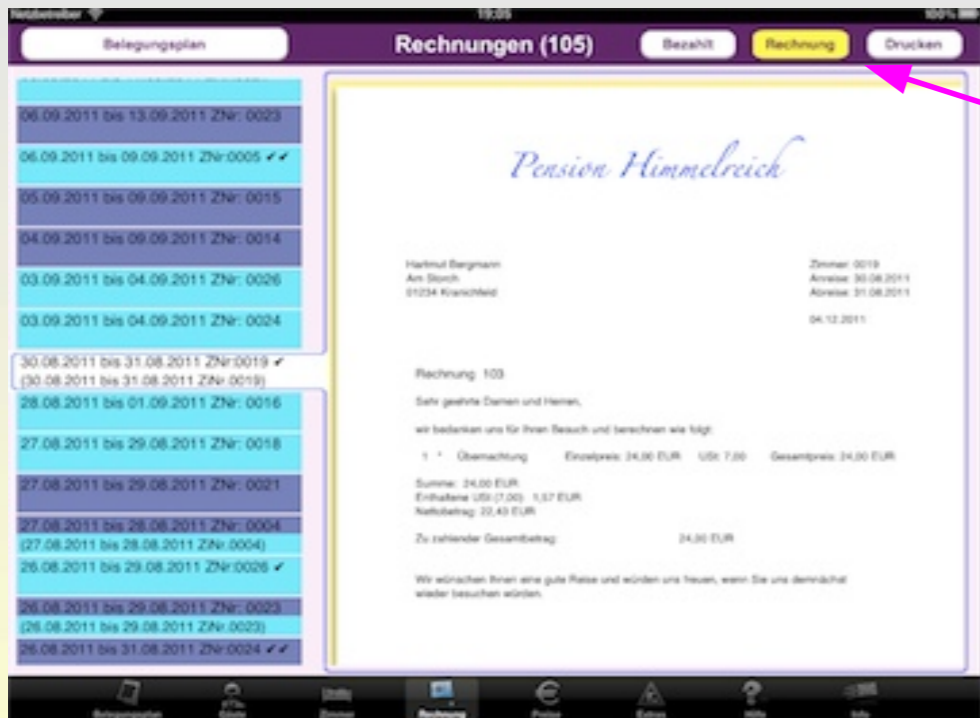 Netzbetreiber 19:05 100%
Belegungsplan Rechnungen (105) Bezahlt Rechnung Drucken
06.09.2011 bis 13.09.2011 ZNr: 0023
06.09.2011 bis 09.09.2011 ZNr:0005 ✔ ✔
05.09.2011 bis 09.09.2011 ZNr: 0015
04.09.2011 bis 09.09.2011 ZNr: 0014
03.09.2011 bis 04.09.2011 ZNr: 0026
03.09.2011 bis 04.09.2011 ZNr: 0024
30.08.2011 bis 31.08.2011 ZNr:0019 ✔
(30.08.2011 bis 31.08.2011 ZiNr.0019)
28.08.2011 bis 01.09.2011 ZNr: 0016
27.08.2011 bis 29.08.2011 ZNr: 0018
27.08.2011 bis 29.08.2011 ZNr: 0021
27.08.2011 bis 28.08.2011 ZNr: 0004
(27.08.2011 bis 28.08.2011 ZiNr.0004)
26.08.2011 bis 29.08.2011 ZNr:0026 ✔
26.08.2011 bis 29.08.2011 ZNr: 0023
(26.08.2011 bis 29.08.2011 ZiNr.0023)
26.08.2011 bis 31.08.2011 ZNr:0024 ✔ ✔
Pension Himmelreich
Hartmut Bergmann
Am Storch
01234 Kranichfeld
Zimmer: 0019
Anreise: 30.08.2011
Abreise: 31.08.2011
04.12.2011
Rechnung 103
Sehr geehrte Damen und Herren,
wir bedanken uns für Ihren Besuch und berechnen wie folgt:
1 * Übernachtung Einzelpreis: 24,00 EUR USt: 7,00 Gesamtpreis: 24,00 EUR
Summe: 24,00 EUR
Enthaltene USt (7,00) 1,57 EUR
Nettobetrag: 22,43 EUR
Zu zahlender Gesamtbetrag: 24,00 EUR
Wir wünschen Ihnen eine gute Reise und würden uns freuen, wenn Sie uns demnächst
wieder besuchen würden.
Belegungsplan Gäste Zimmer Rechnung Preise Extras Hilfe Info